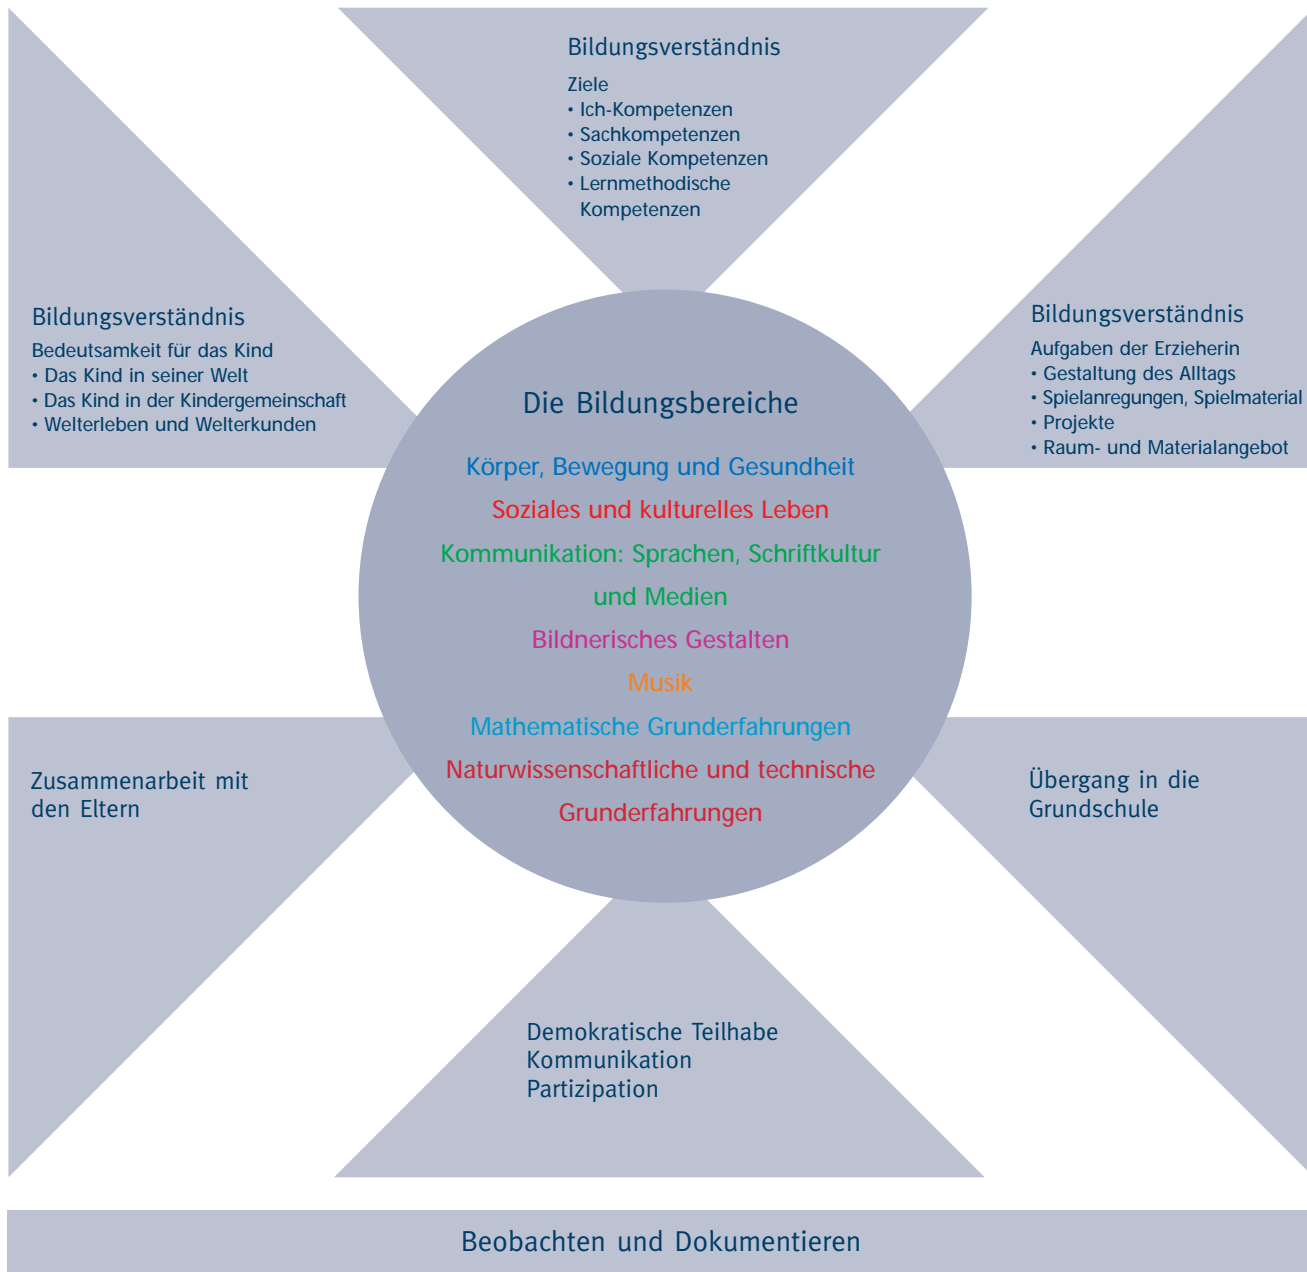 Bildungsverständnis
Ziele
• Ich-Kompetenzen
• Sachkompetenzen
• Soziale Kompetenzen
• Lernmethodische
Kompetenzen
Bildungsverständnis
Bedeutsamkeit für das Kind
• Das Kind in seiner Welt
• Das Kind in der Kindergemeinschaft
• Welterleben und Welterkunden
Bildungsverständnis
Aufgaben der Erzieherin
• Gestaltung des Alltags
• Spielanregungen, Spielmaterial
• Projekte
• Raum- und Materialangebot
Die Bildungsbereiche
Körper, Bewegung und Gesundheit
Soziales und kulturelles Leben
Kommunikation: Sprachen, Schriftkultur
und Medien
Bildnerisches Gestalten
Musik
Mathematische Grunderfahrungen
Naturwissenschaftliche und technische
Grunderfahrungen
Zusammenarbeit mit
den Eltern
Übergang in die
Grundschule
Demokratische Teilhabe
Kommunikation
Partizipation
Beobachten und Dokumentieren